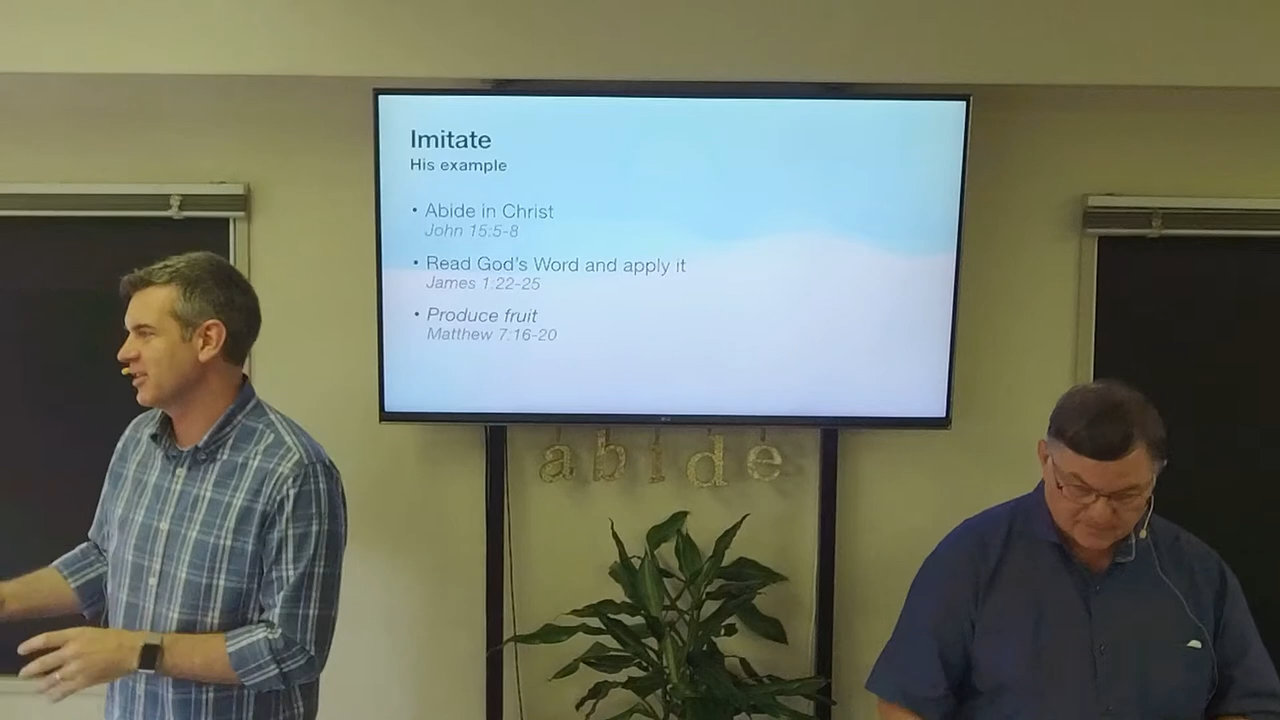 Imitate
His example
• Abide in Christ
John 15:5-8
• Read God's Word and apply it
James 1:22-25
• Produce fruit
Matthew 7:16-20
abide